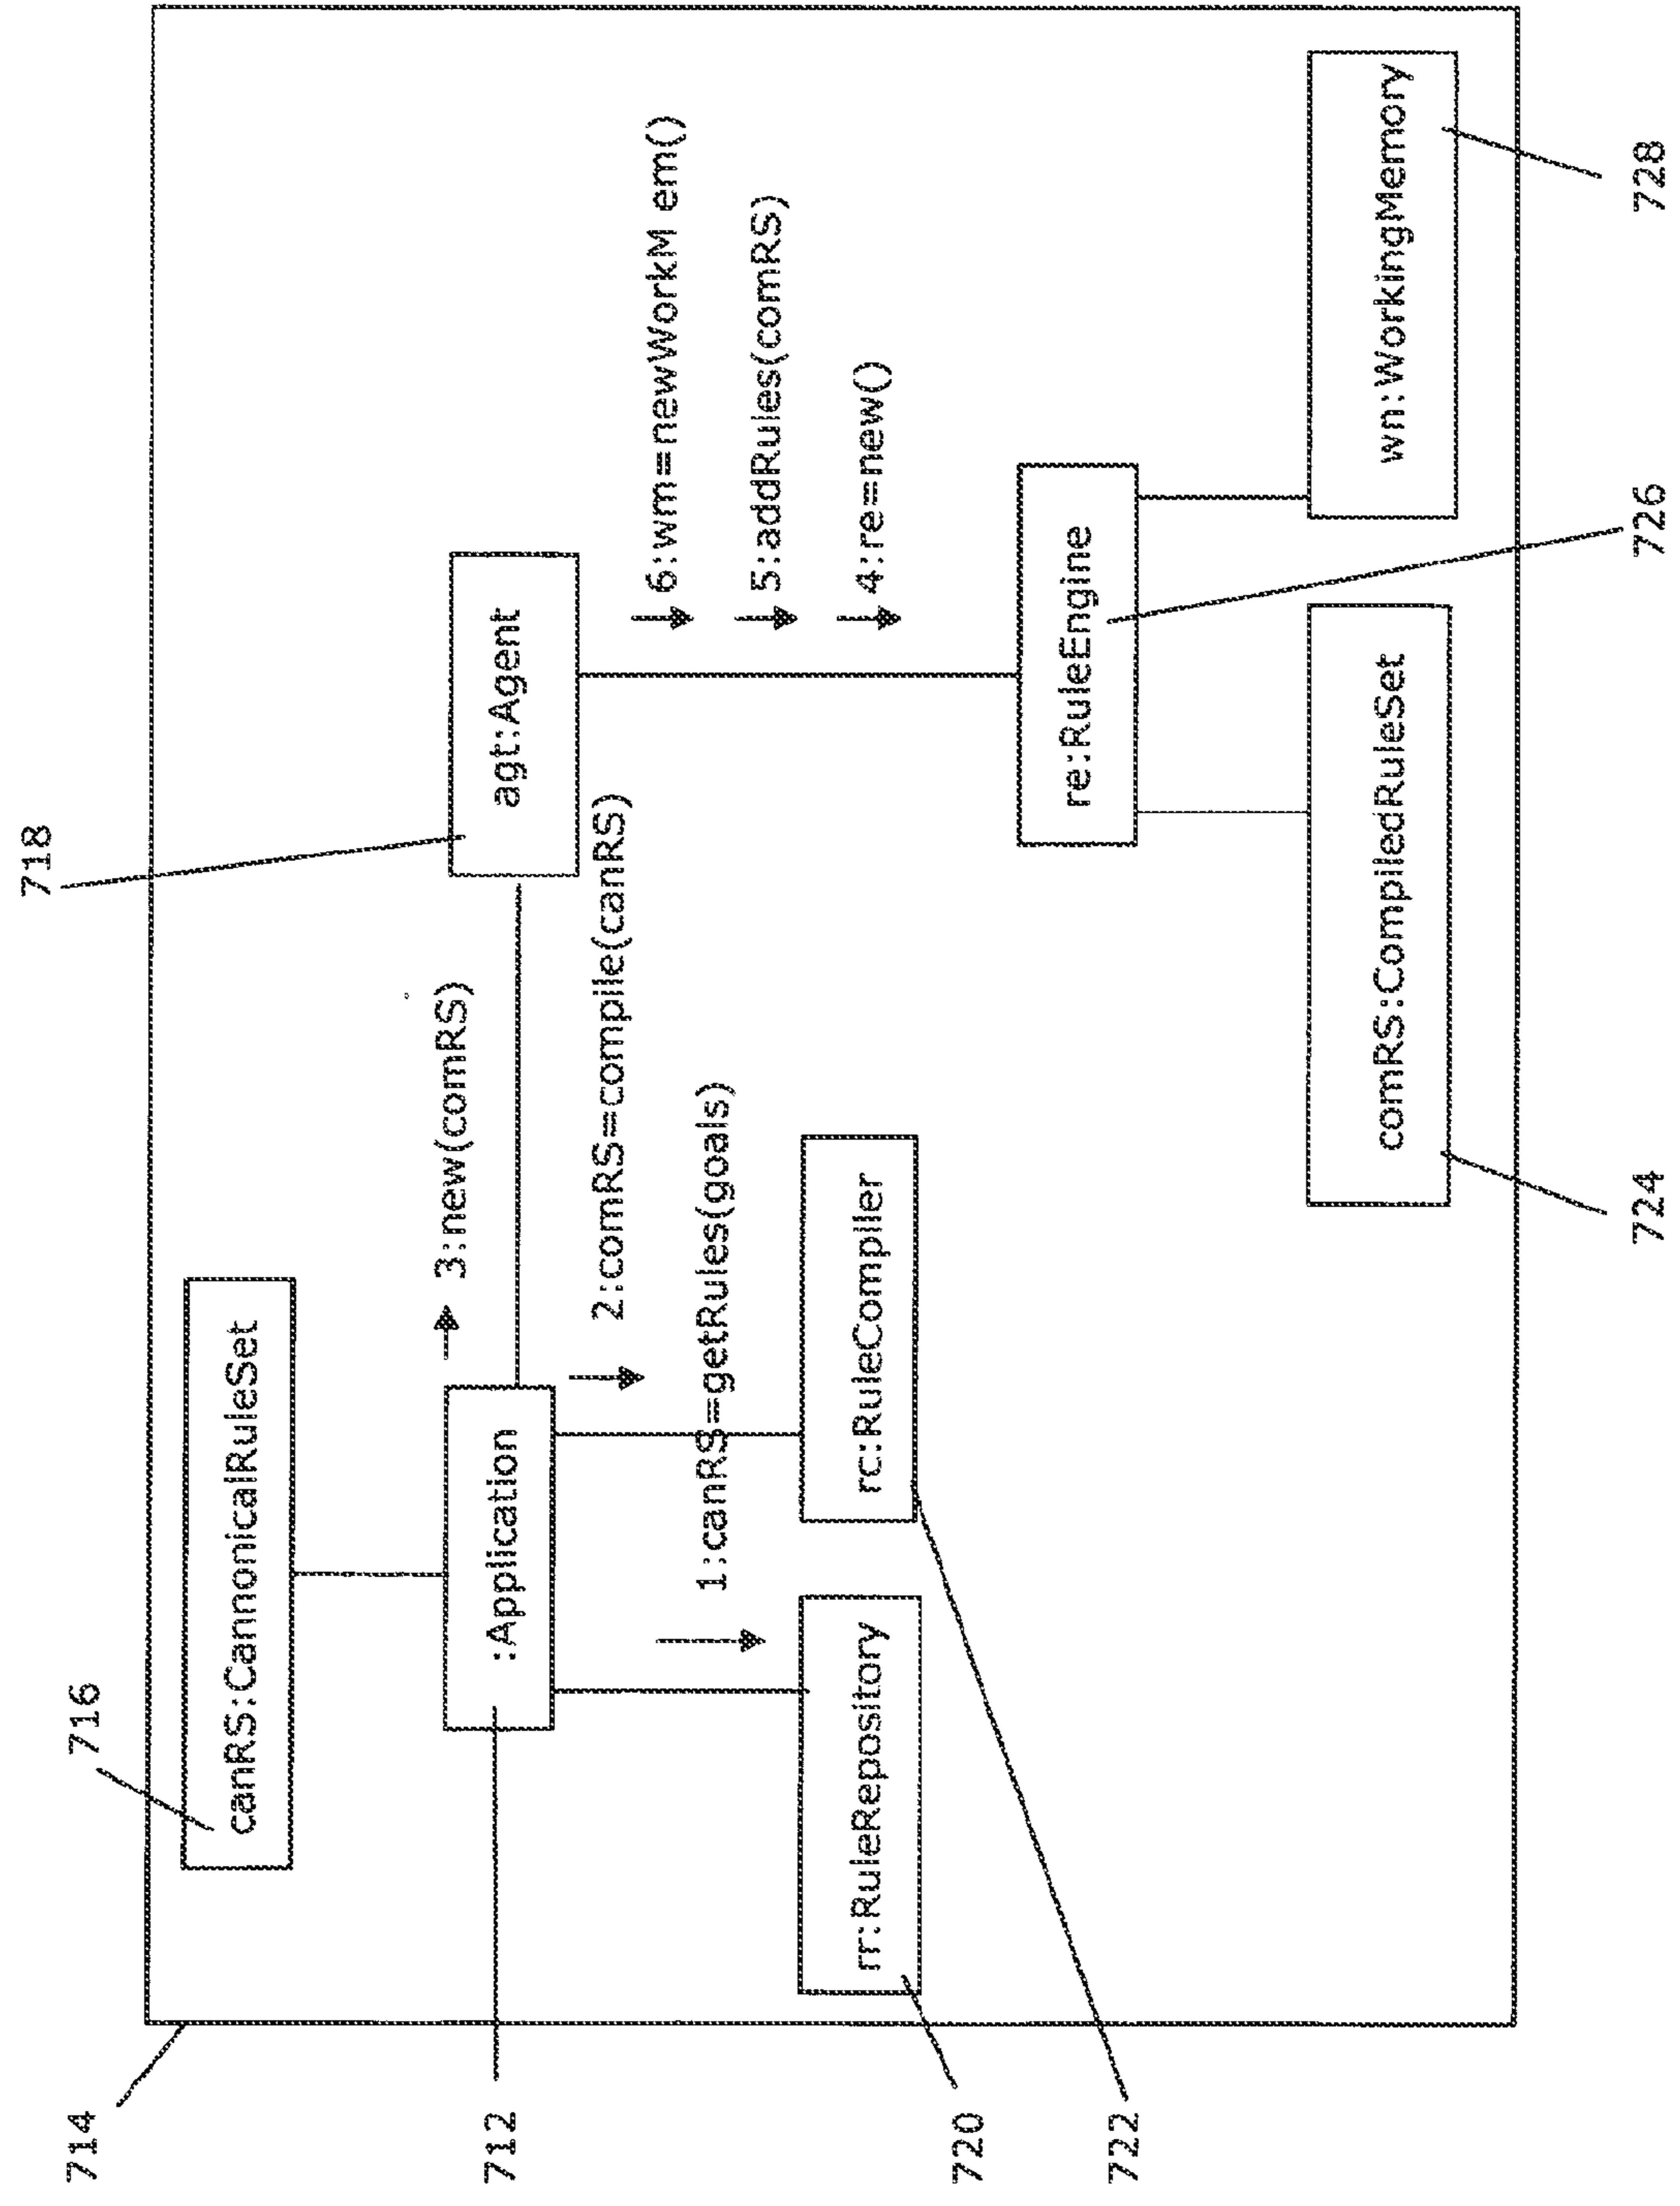 714
716
718
canRS:CannonicalRuleSet
3:new(comRS)
712
:Application
agt:Agent
2:comRS=compile(canRS)
6:wm=newWorkM em()
1:canRS=getRules(goals)
5:addRules(comRS)
4:re=new()
rr:RuleRepository
rc:RuleCompiler
720
722
re:RuleEngine
comRS:CompiledRuleSet
wn:WorkingMemory
724
726
728